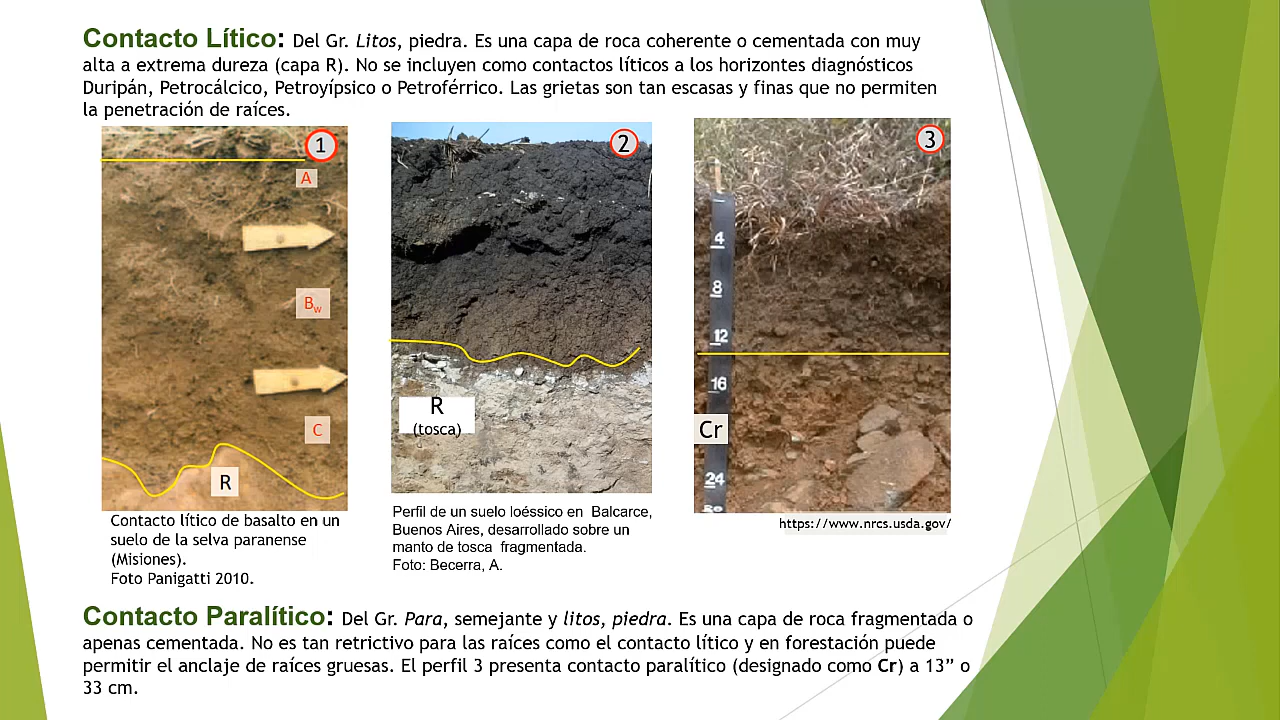 Contacto Lítico: Del Gr. Litos, piedra. Es una capa de roca coherente o cementada con muy
alta a extrema dureza (capa R). No se incluyen como contactos líticos a los horizontes diagnósticos
Duripán, Petrocálcico, Petroyípsico o Petroférrico. Las grietas son tan escasas y finas que no permiten
la penetración de raíces.
1
A
Bw
C
R
2
R
(tosca)
3
4
8
12
16
Cr
24
Contacto lítico de basalto en un
suelo de la selva paranense
(Misiones).
Foto Panigatti 2010.
Perfil de un suelo loéssico en Balcarce,
Buenos Aires, desarrollado sobre un
manto de tosca fragmentada.
Foto: Becerra, A.
https://www.nrcs.usda.gov/
Contacto Paralítico: Del Gr. Para, semejante y litos, piedra. Es una capa de roca fragmentada o
apenas cementada. No es tan retrictivo para las raíces como el contacto lítico y en forestación puede
permitir el anclaje de raíces gruesas. El perfil 3 presenta contacto paralítico (designado como Cr) a 13” o
33 cm.